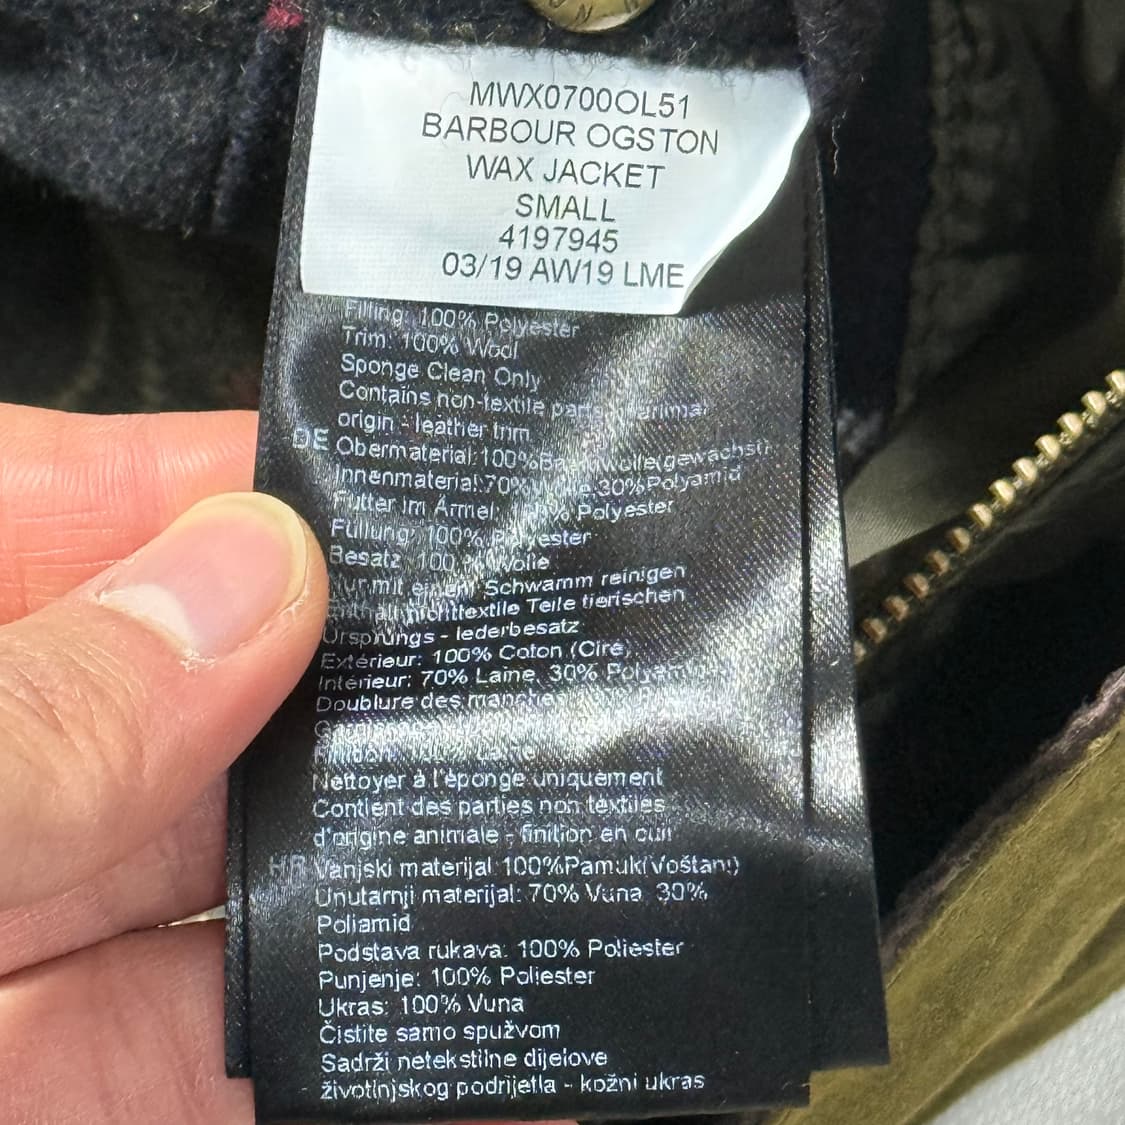 MWX0700OL51
BARBOUR OGSTON
WAX JACKET
SMALL
4197945
03/19 AW19 LME
Filling: 100% Polyester
Trim: 100% Wool
Sponge Clean Only
Contains non-textile parts animal
origin - leather trim
DE Obermaterial:100% (gewachst)
Innenmaterial:70% 30%Polyamid
Futter im Ärmel: Polyester
Füllung: 100% Polyester
Besatz: 100 % Wolle
Nur mit einem Schwamm reinigen
Enthält nichttextile Teile tierischen
Ursprungs - lederbesatz
Extérieur: 100% Coton (Ciré)
Intérieur: 70% Laine, 30%
Doublure des manches
Nettoyer à l'éponge uniquement
Contient des parties non textiles
d'origine animale - finition en cuir
HR Vanjski materijal:100%Pamuk(Voštani)
Unutarnji materijal: 70% Vuna, 30%
Poliamid
Podstava rukava: 100% Poliester
Punjenje: 100% Poliester
Ukras: 100% Vuna
Čistite samo spužvom
Sadrži netekstilne dijelove
životinjskog podrijetla - kožni ukras